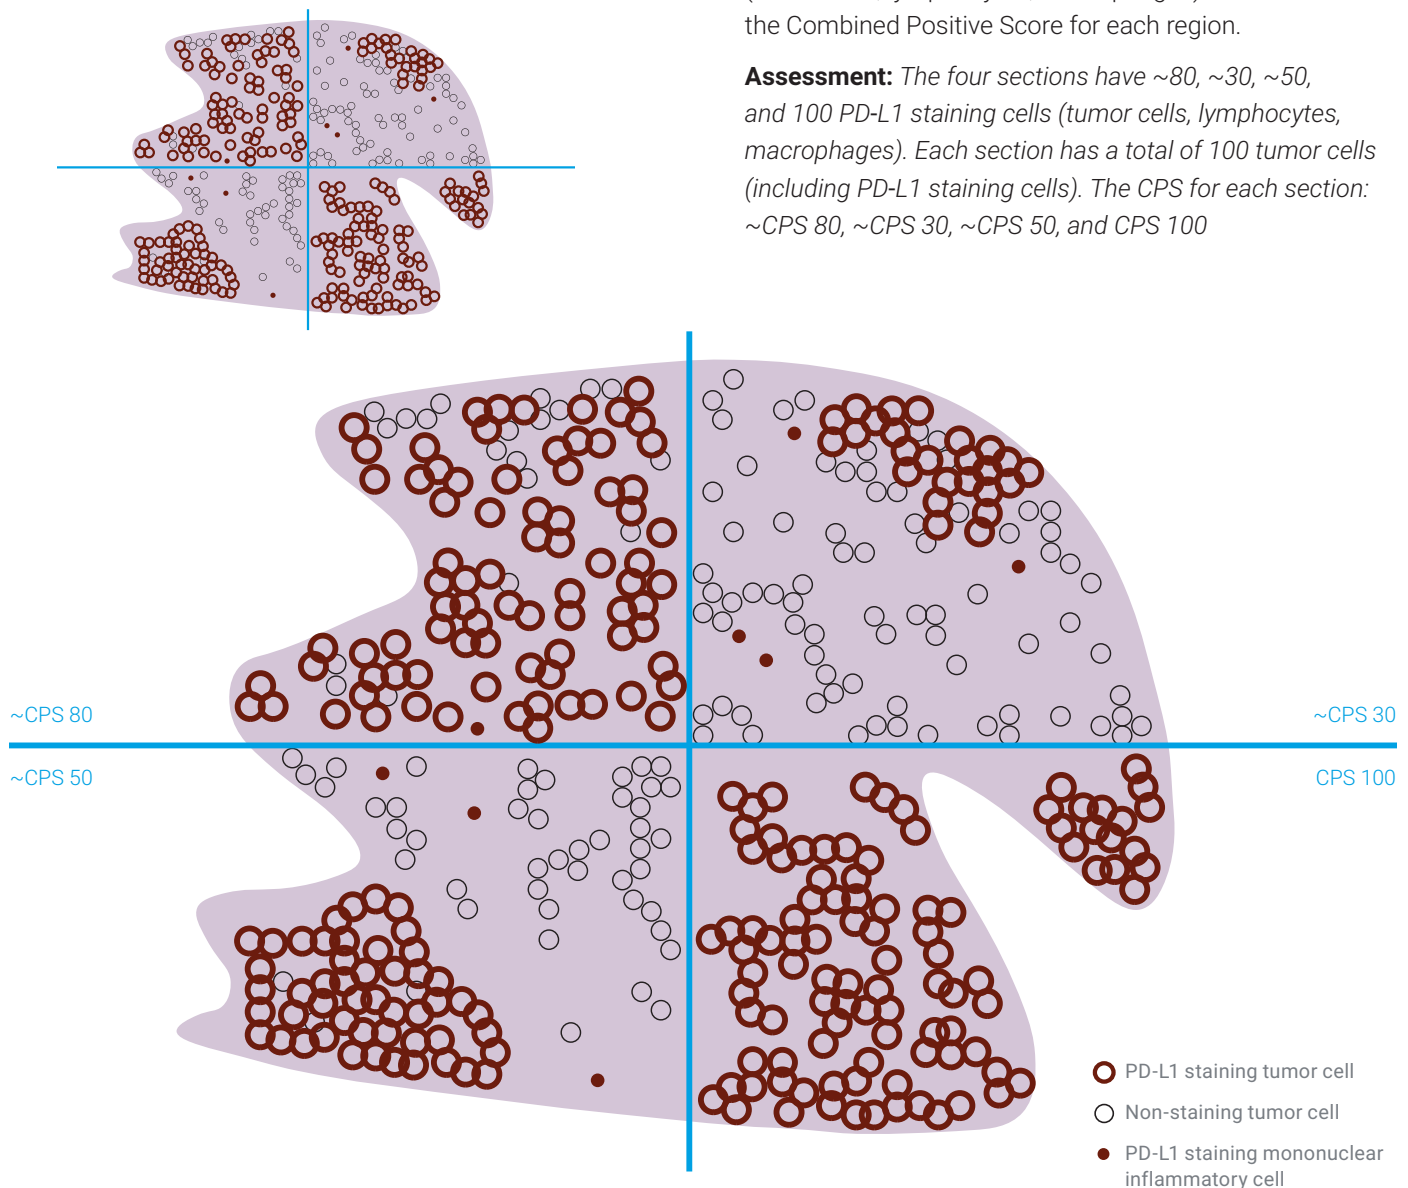 the Combined Positive Score for each region.
Assessment: The four sections have ~80, ~30, ~50,
and 100 PD-L1 staining cells (tumor cells, lymphocytes,
macrophages). Each section has a total of 100 tumor cells
(including PD-L1 staining cells). The CPS for each section:
~CPS 80, ~CPS 30, ~CPS 50, and CPS 100
~CPS 80
~CPS 30
~CPS 50
CPS 100
PD-L1 staining tumor cell
Non-staining tumor cell
PD-L1 staining mononuclear
inflammatory cell